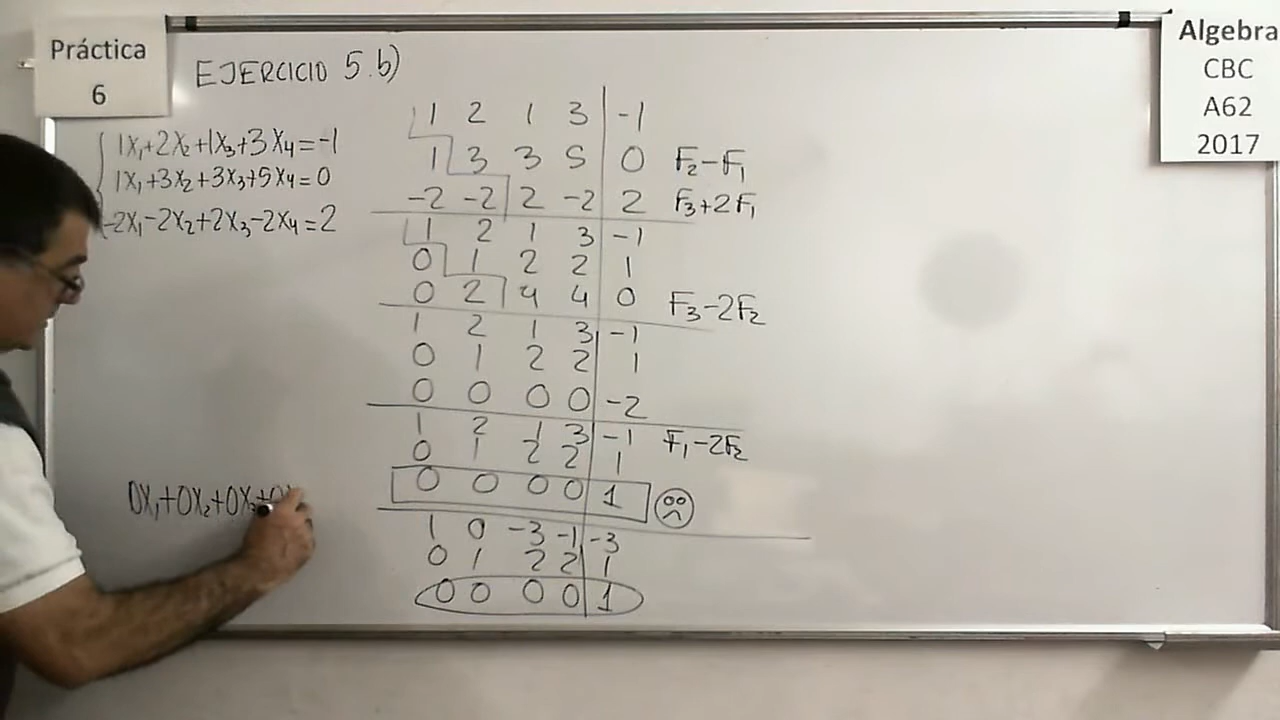 Práctica
6
EJERCICIO 5.b)
Algebra
CBC
A62
2017
1X₁+2X₂+1X₃+3X₄=-1
1X₁+3X₂+3X₃+5X₄=0
-2X₁-2X₂+2X₃-2X₄=2
1 2 1 3 | -1
1 3 3 5 | 0 F₂-F₁
-2 -2 2 -2 | 2 F₃+2F₁
1 2 1 3 | -1
0 1 2 2 | 1
0 2 4 4 | 0 F₃-2F₂
1 2 1 3 | -1
0 1 2 2 | 1
0 0 0 0 | -2
1 2 1 3 | -1 F₁-2F₂
0 1 2 2 | 1
0 0 0 0 | 1
1 0 -3 -1 | -3
0 1 2 2 | 1
0 0 0 0 | 1
0X₁+0X₂+0X₃+0X